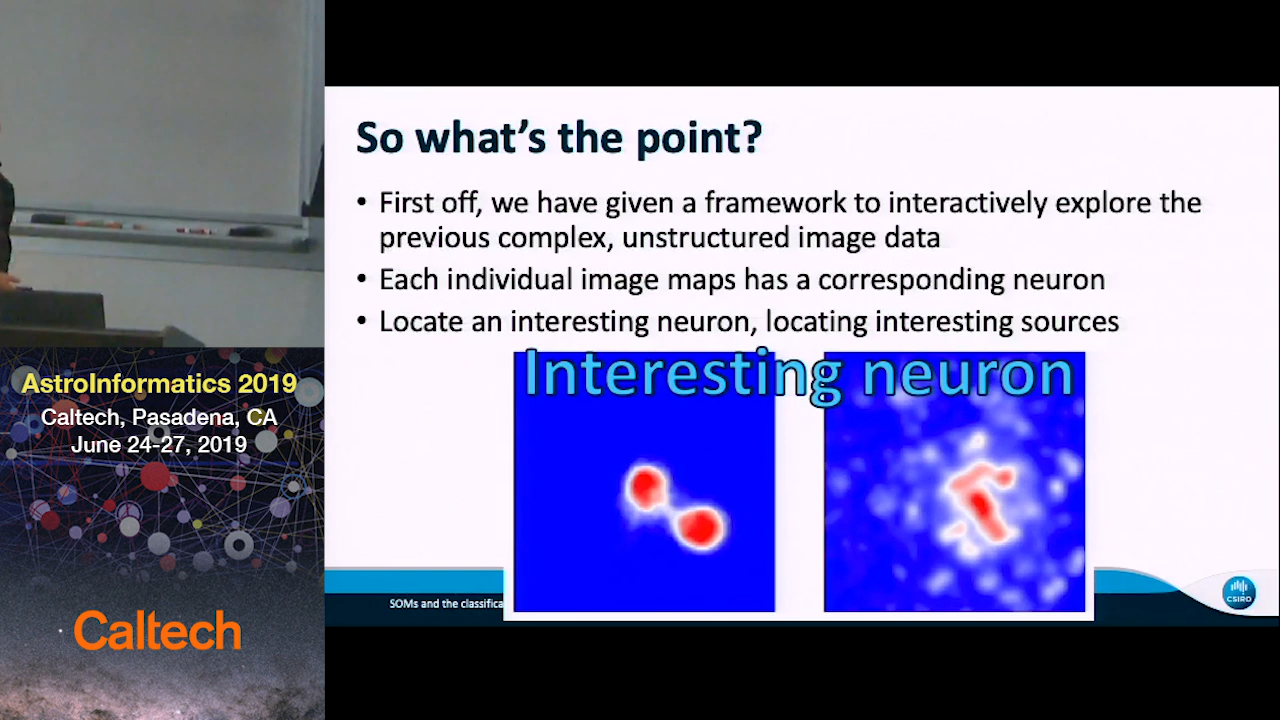 So what's the point?
• First off, we have given a framework to interactively explore the
previous complex, unstructured image data
• Each individual image maps has a corresponding neuron
• Locate an interesting neuron, locating interesting sources
Interesting neuron
SOMs and the classifica
CSIRO
AstroInformatics 2019
Caltech, Pasadena, CA
June 24-27, 2019
Caltech